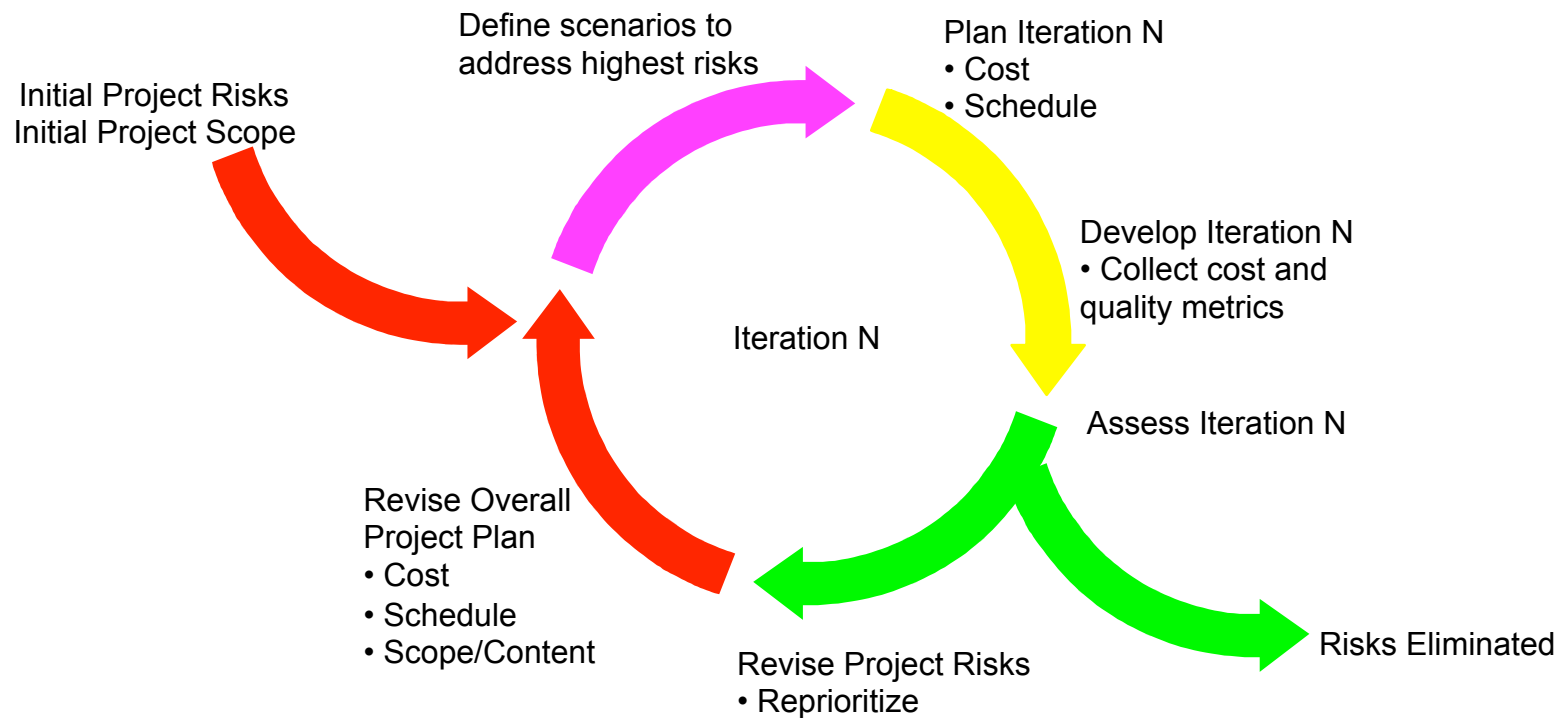 Initial Project Risks
Initial Project Scope
Define scenarios to
address highest risks
Plan Iteration N
• Cost
• Schedule
Develop Iteration N
• Collect cost and
quality metrics
Iteration N
Assess Iteration N
Revise Overall
Project Plan
• Cost
• Schedule
• Scope/Content
Revise Project Risks
• Reprioritize
Risks Eliminated